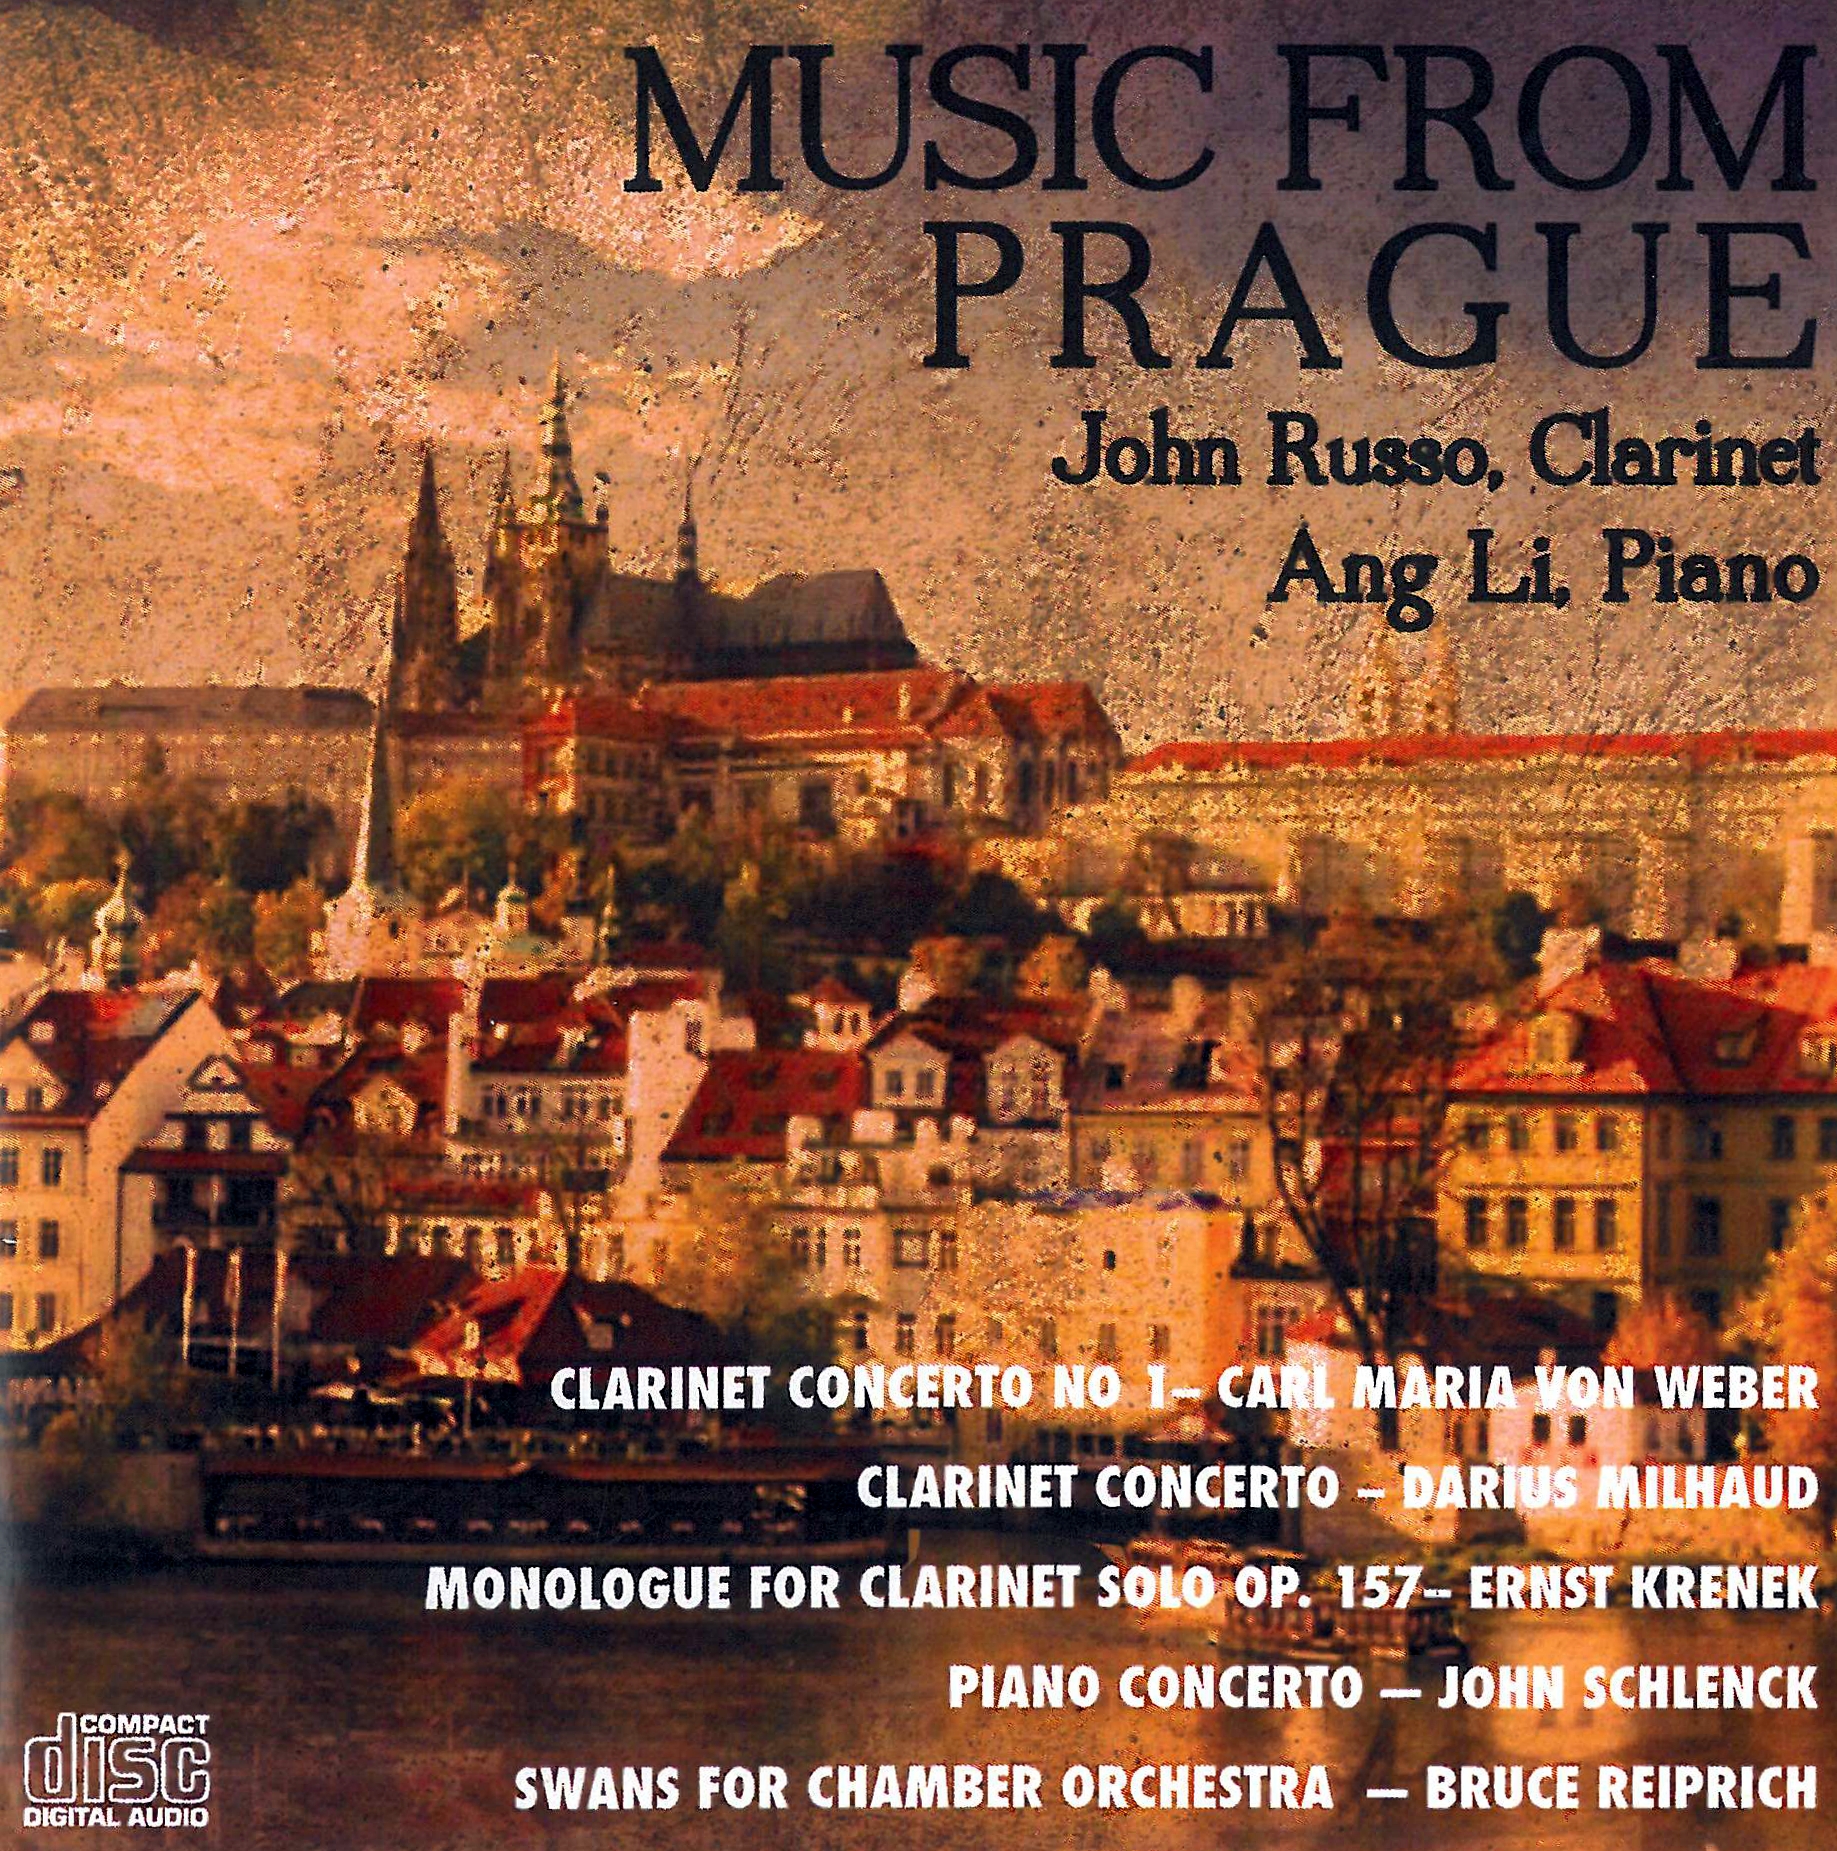 MUSIC FROM
PRAGUE
John Russo, Clarinet
Ang Li, Piano
CLARINET CONCERTO NO 1– CARL MARIA VON WEBER
CLARINET CONCERTO – DARIUS MILHAUD
MONOLOGUE FOR CLARINET SOLO OP. 157– ERNST KRENEK
PIANO CONCERTO — JOHN SCHLENCK
SWANS FOR CHAMBER ORCHESTRA — BRUCE REIPRICH
COMPACT
disc
DIGITAL AUDIO